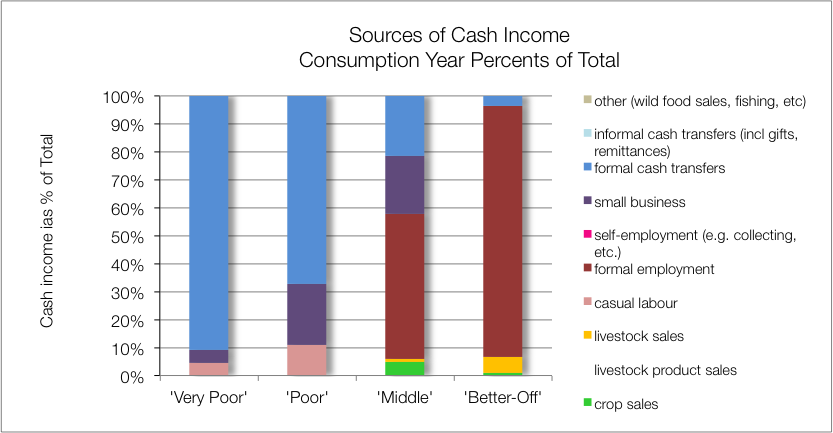 Sources of Cash Income
Consumption Year Percents of Total
Cash income ias % of Total
100%
90%
80%
70%
60%
50%
40%
30%
20%
10%
0%
'Very Poor'
'Poor'
'Middle'
'Better-Off'
other (wild food sales, fishing, etc)
informal cash transfers (incl gifts,
remittances)
formal cash transfers
small business
self-employment (e.g. collecting,
etc.)
formal employment
casual labour
livestock sales
livestock product sales
crop sales